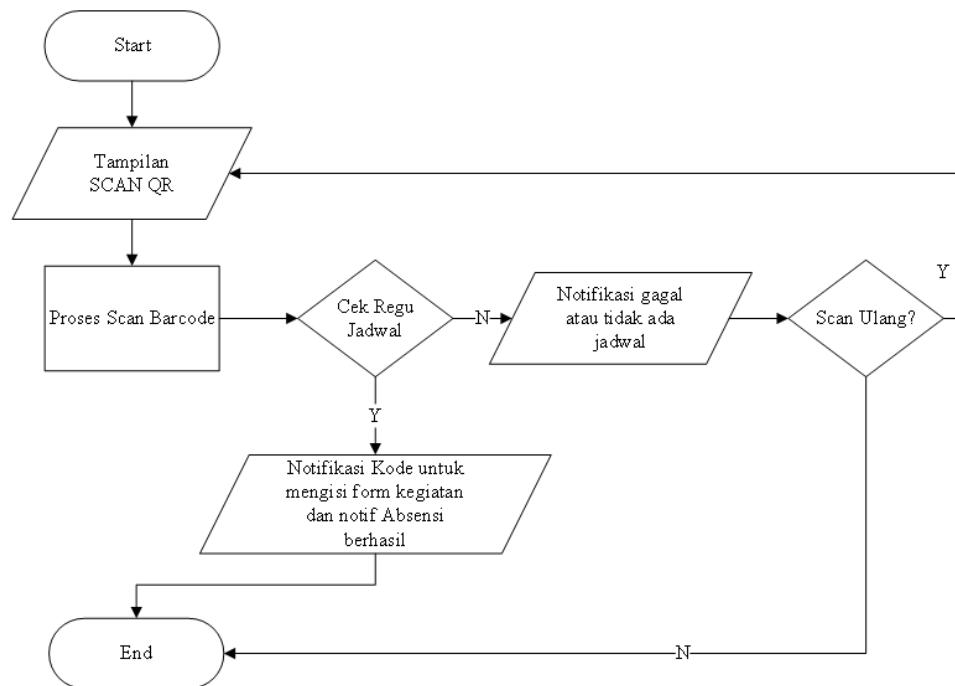 Start
Tampilan
SCAN QR
Proses Scan Barcode
Cek Regu
Jadwal
N
Notifikasi gagal
atau tidak ada
jadwal
Scan Ulang?
Y
Y
Notifikasi Kode untuk
mengisi form kegiatan
dan notif Absensi
berhasil
End
N